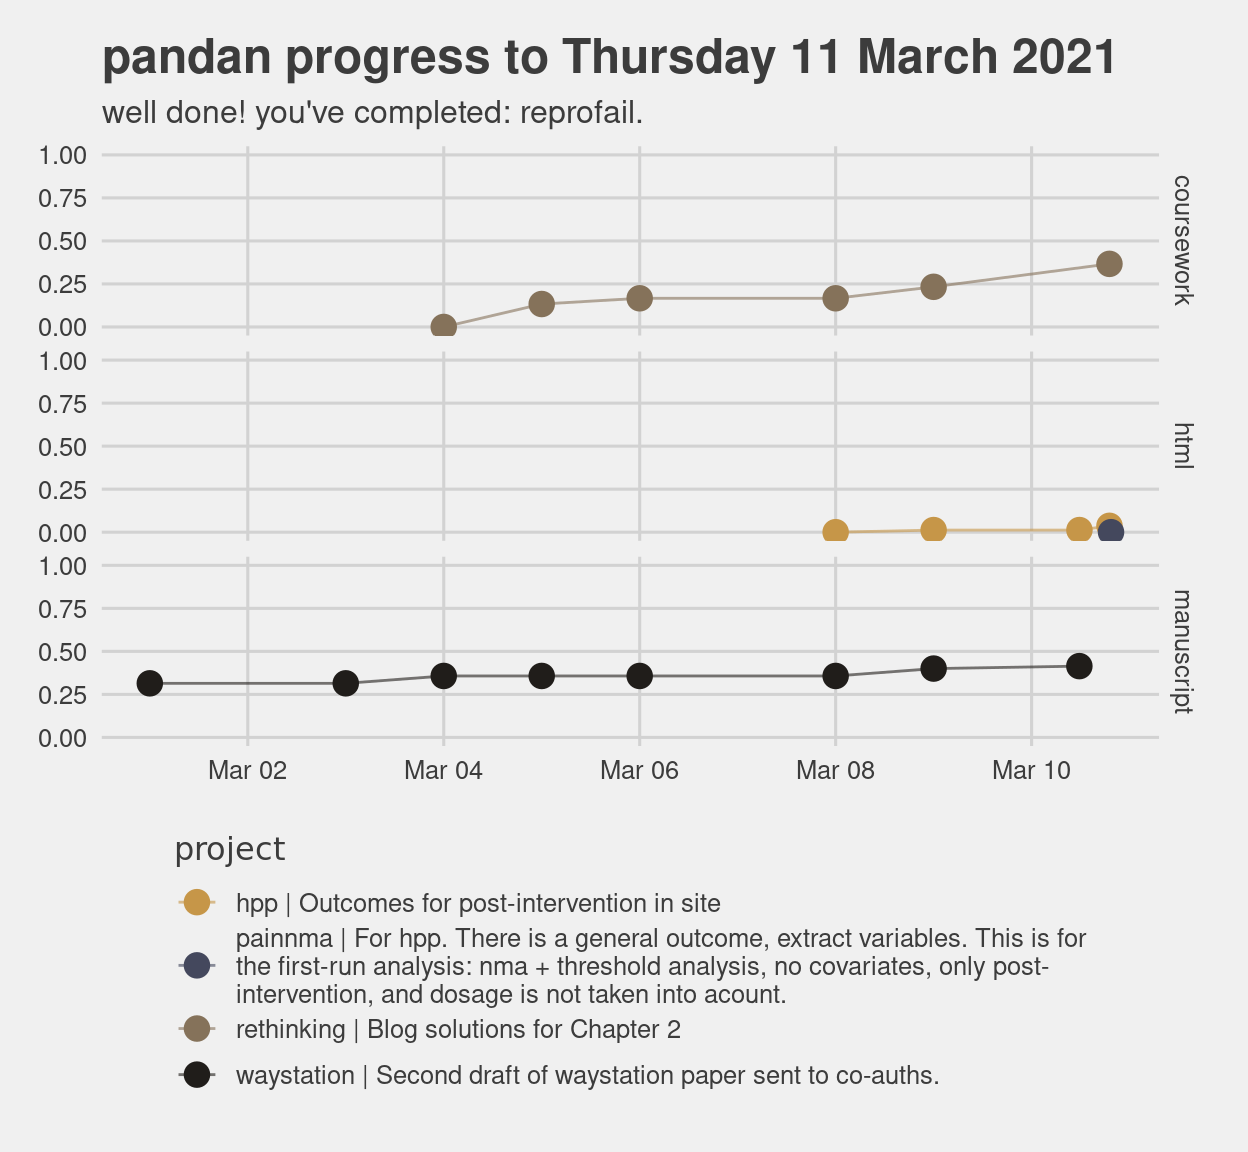 pandan progress to Thursday 11 March 2021
well done! you've completed: reprofail.
1.00
0.75
0.50
0.25
0.00
coursework
1.00
0.75
0.50
0.25
0.00
html
1.00
0.75
0.50
0.25
0.00
manuscript
Mar 02 Mar 04 Mar 06 Mar 08 Mar 10
project
hpp | Outcomes for post-intervention in site
painnma | For hpp. There is a general outcome, extract variables. This is for
the first-run analysis: nma + threshold analysis, no covariates, only post-
intervention, and dosage is not taken into acount.
rethinking | Blog solutions for Chapter 2
waystation | Second draft of waystation paper sent to co-auths.